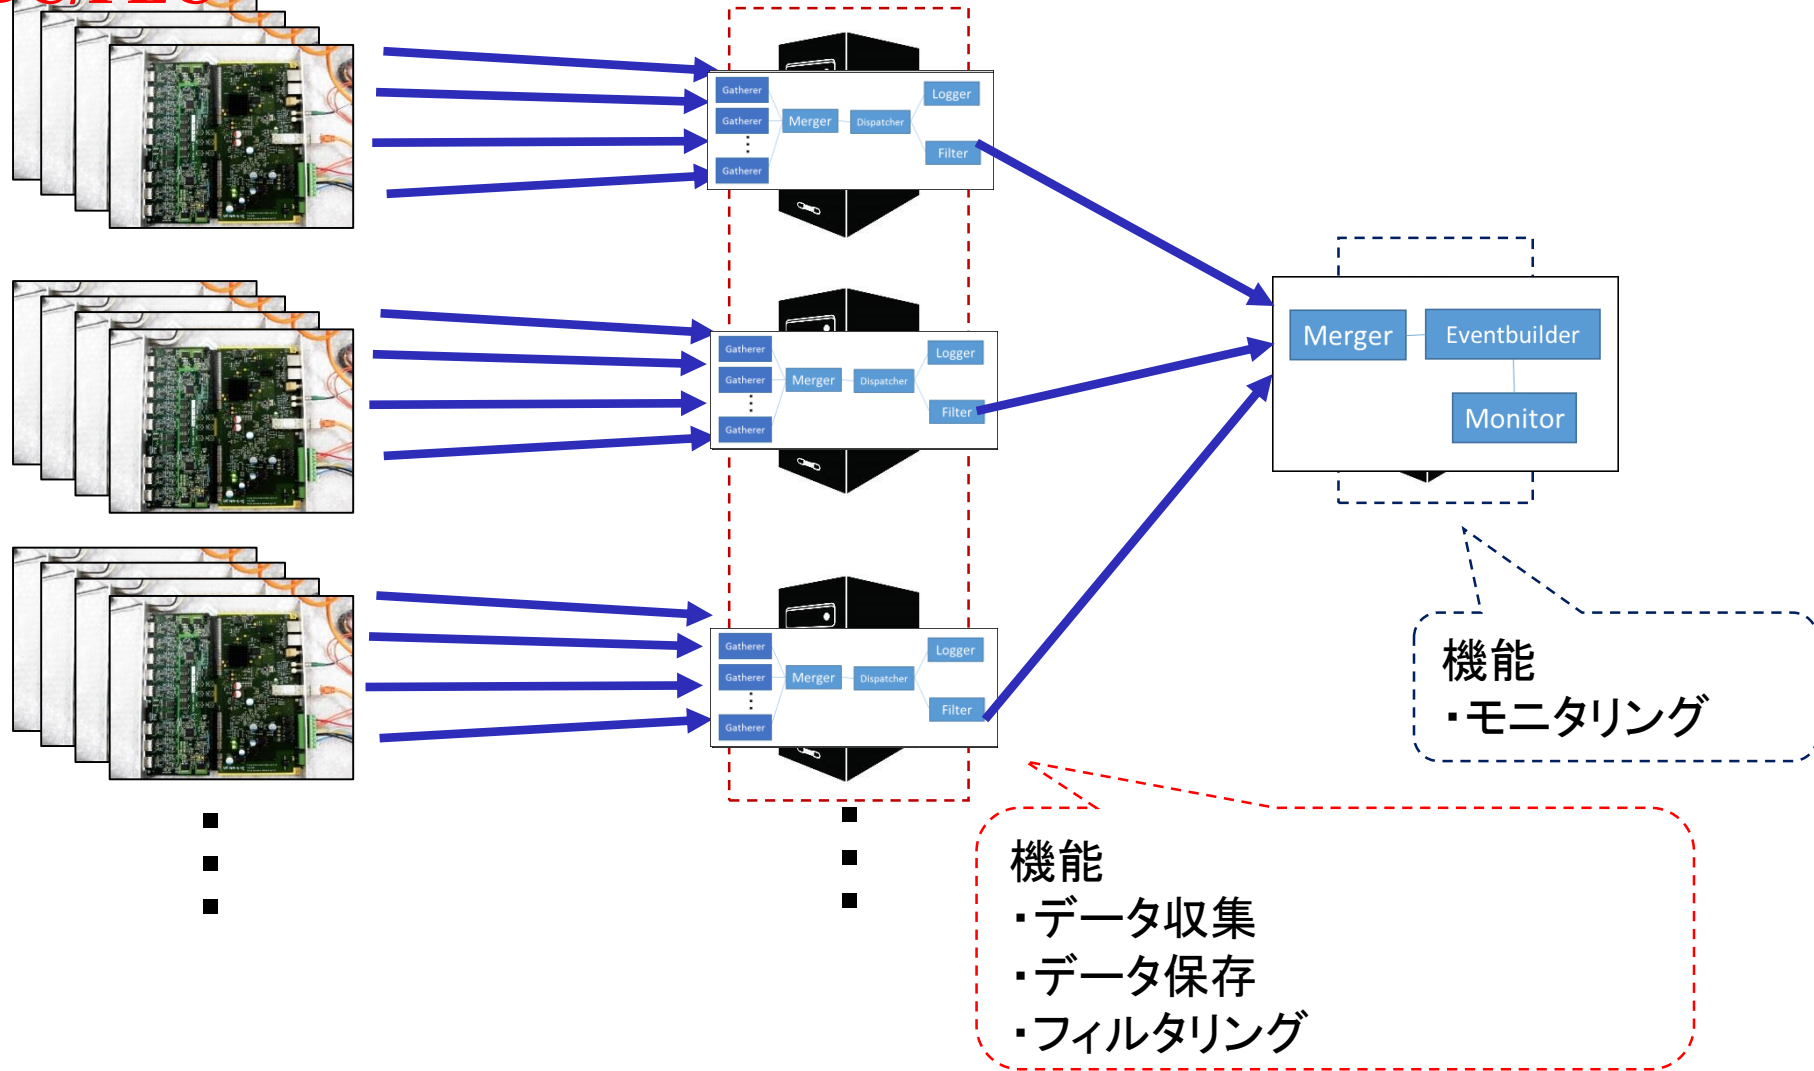 Gatherer
Gatherer
Gatherer
Merger
Dispatcher
Logger
Filter
Gatherer
Gatherer
Gatherer
Merger
Dispatcher
Logger
Filter
Gatherer
Gatherer
Gatherer
Merger
Dispatcher
Logger
Filter
Merger
Eventbuilder
Monitor
機能
・モニタリング
機能
・データ収集
・データ保存
・フィルタリング